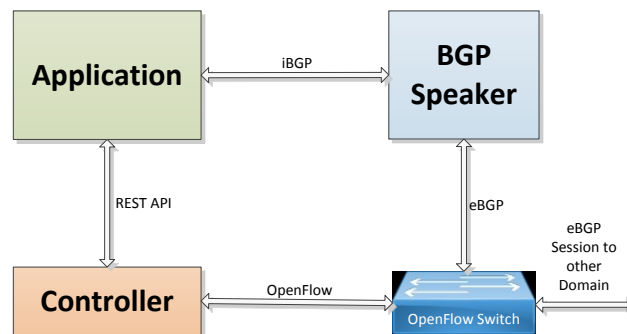 Application
iBGP
BGP
Speaker
REST API
eBGP
eBGP
Session to
other
Domain
Controller
OpenFlow
OpenFlow Switch